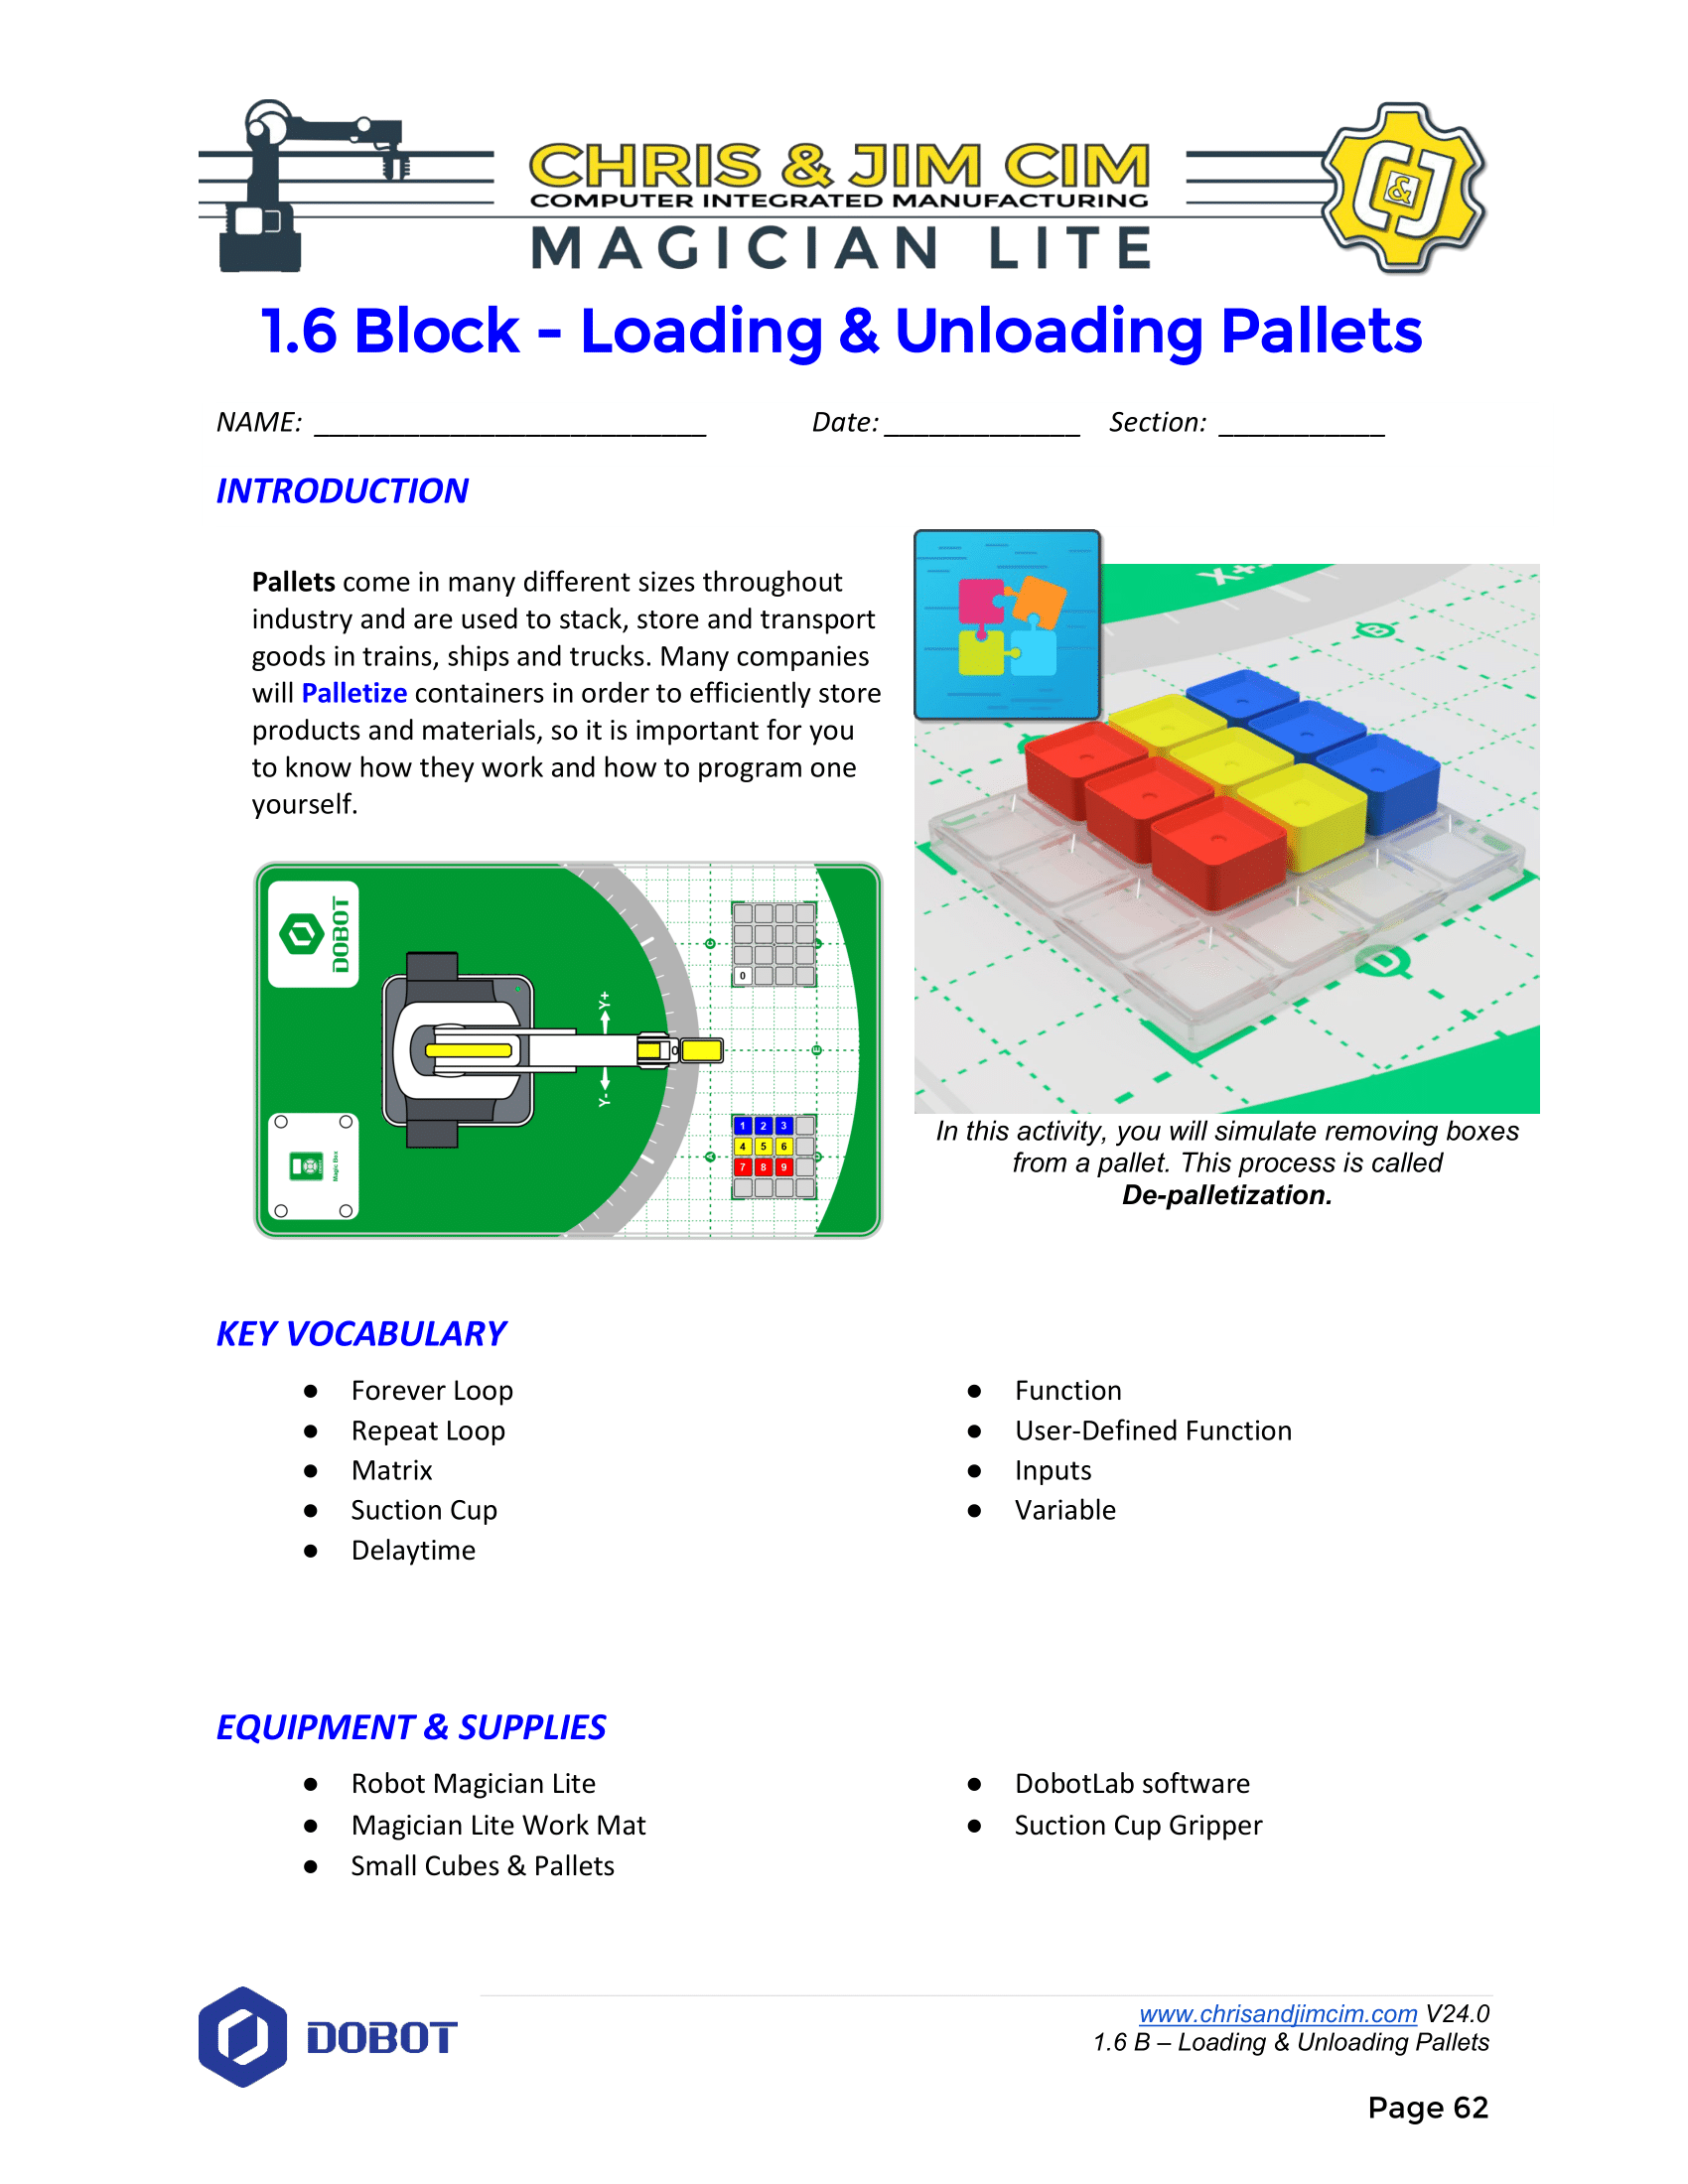 CHRIS & JIM CIM
COMPUTER INTEGRATED MANUFACTURING
MAGICIAN LITE
C & J
1.6 Block - Loading & Unloading Pallets
NAME: __________________________ Date: _____________ Section: ___________
INTRODUCTION
Pallets come in many different sizes throughout
industry and are used to stack, store and transport
goods in trains, ships and trucks. Many companies
will Palletize containers in order to efficiently store
products and materials, so it is important for you
to know how they work and how to program one
yourself.
X+
B
D
DOBOT
Magic Box
Y+
Y-
C
0
B
A
1 2 3
4 5 6
7 8 9
In this activity, you will simulate removing boxes
from a pallet. This process is called
De-palletization.
KEY VOCABULARY
● Forever Loop
● Repeat Loop
● Matrix
● Suction Cup
● Delaytime
● Function
● User-Defined Function
● Inputs
● Variable
EQUIPMENT & SUPPLIES
● Robot Magician Lite
● Magician Lite Work Mat
● Small Cubes & Pallets
● DobotLab software
● Suction Cup Gripper
DOBOT
www.chrisandjimcim.com V24.0
1.6 B – Loading & Unloading Pallets
Page 62